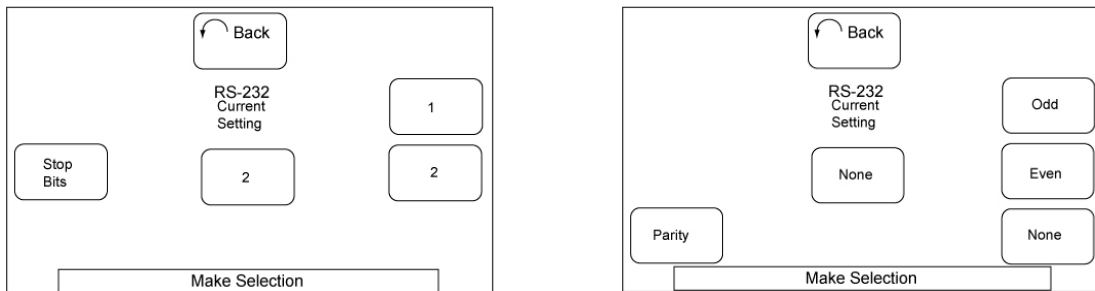 Back
RS-232
Current
Setting
1
Stop
Bits
2
2
Make Selection
Back
RS-232
Current
Setting
Odd
None
Even
Parity
None
Make Selection